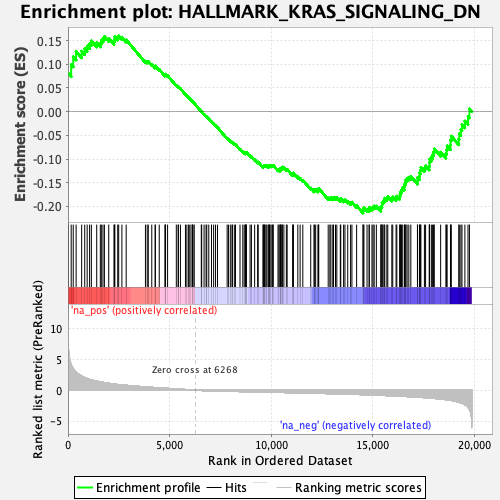 Enrichment plot: HALLMARK_KRAS_SIGNALING_DN
Enrichment score (ES)
0.15
0.10
0.05
0.00
-0.05
-0.10
-0.15
-0.20
'na_pos' (positively correlated)
Ranked list metric (PreRanked)
10
5
0
-5
Zero cross at 6268
'na_neg' (negatively correlated)
0
5,000
10,000
15,000
20,000
Rank in Ordered Dataset
Enrichment profile
Hits
Ranking metric scores